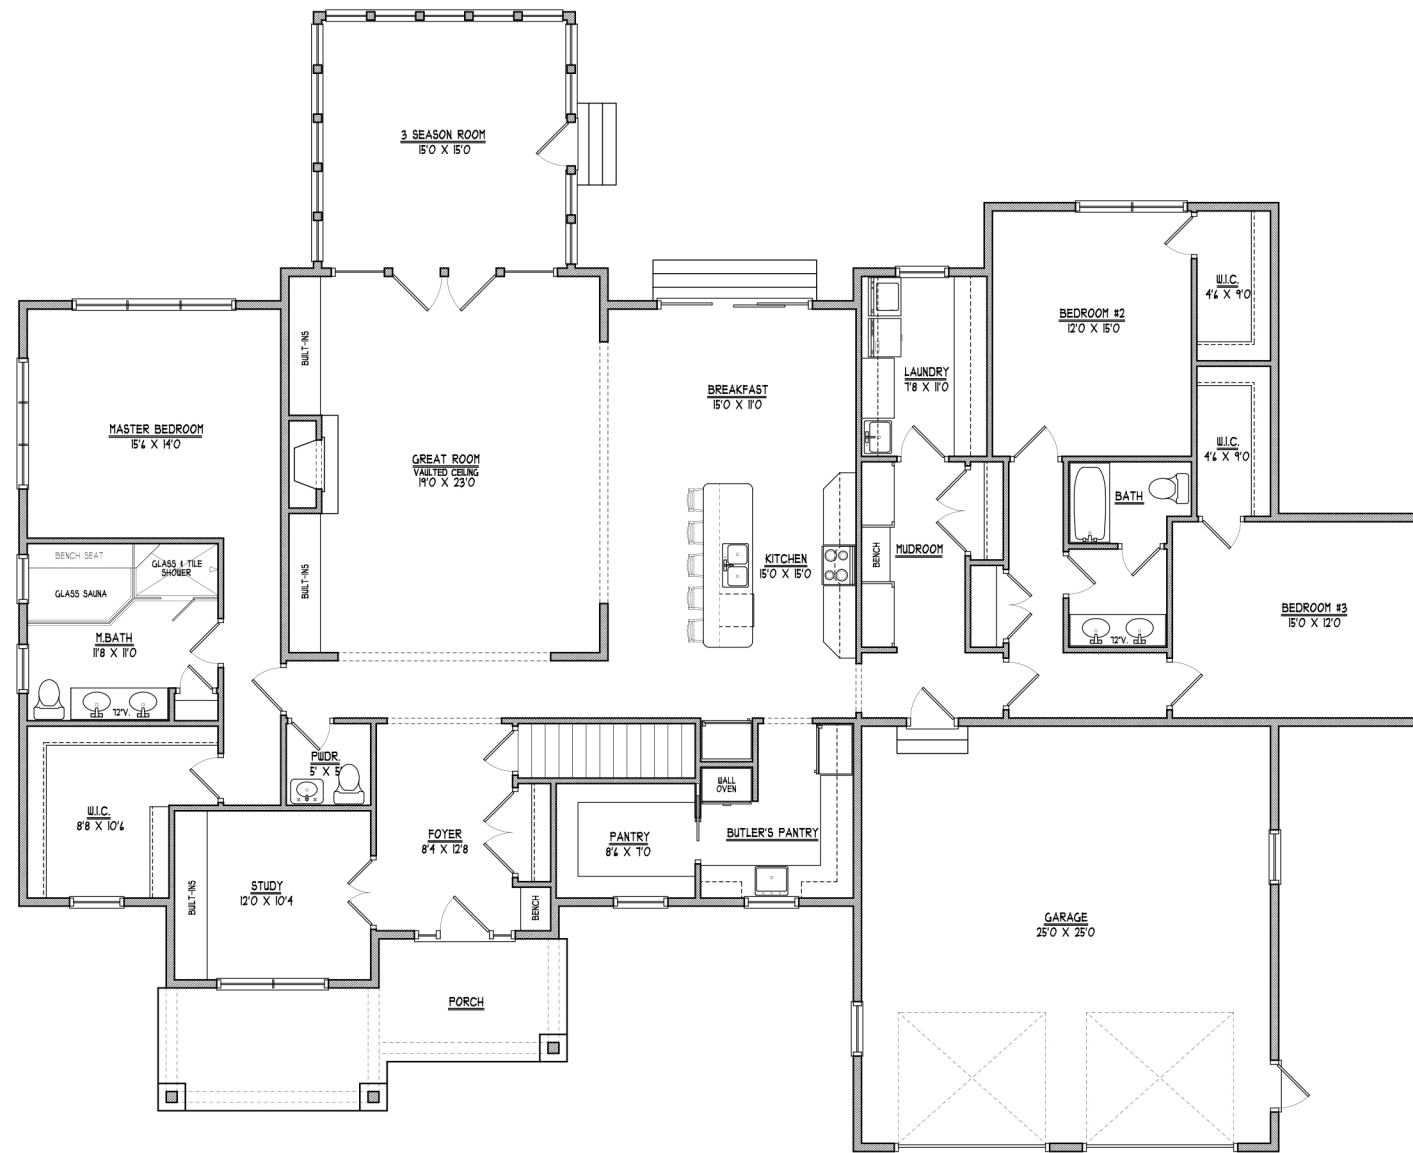 3 SEASON ROOM
15'0 X 15'0
BUILT-INS
BEDROOM #2
12'0 X 15'0
W.I.C.
4'6 X 9'0
LAUNDRY
7'8 X 11'0
BREAKFAST
15'0 X 11'0
MASTER BEDROOM
15'6 X 14'0
GREAT ROOM
VAULTED CEILING
19'0 X 23'0
W.I.C.
4'6 X 9'0
BATH
BENCH SEAT
GLASS & TILE
SHOWER
GLASS SAUNA
BUILT-INS
KITCHEN
15'0 X 15'0
BENCH
MUDROOM
BEDROOM #3
15'0 X 12'0
M.BATH
11'8 X 11'0
72"V.
72"V.
PWDR.
5' X 5'
WALL
OVEN
W.I.C.
8'8 X 10'6
FOYER
8'4 X 12'8
PANTRY
8'6 X 7'0
BUTLER'S PANTRY
BUILT-INS
STUDY
12'0 X 10'4
BENCH
GARAGE
25'0 X 25'0
PORCH